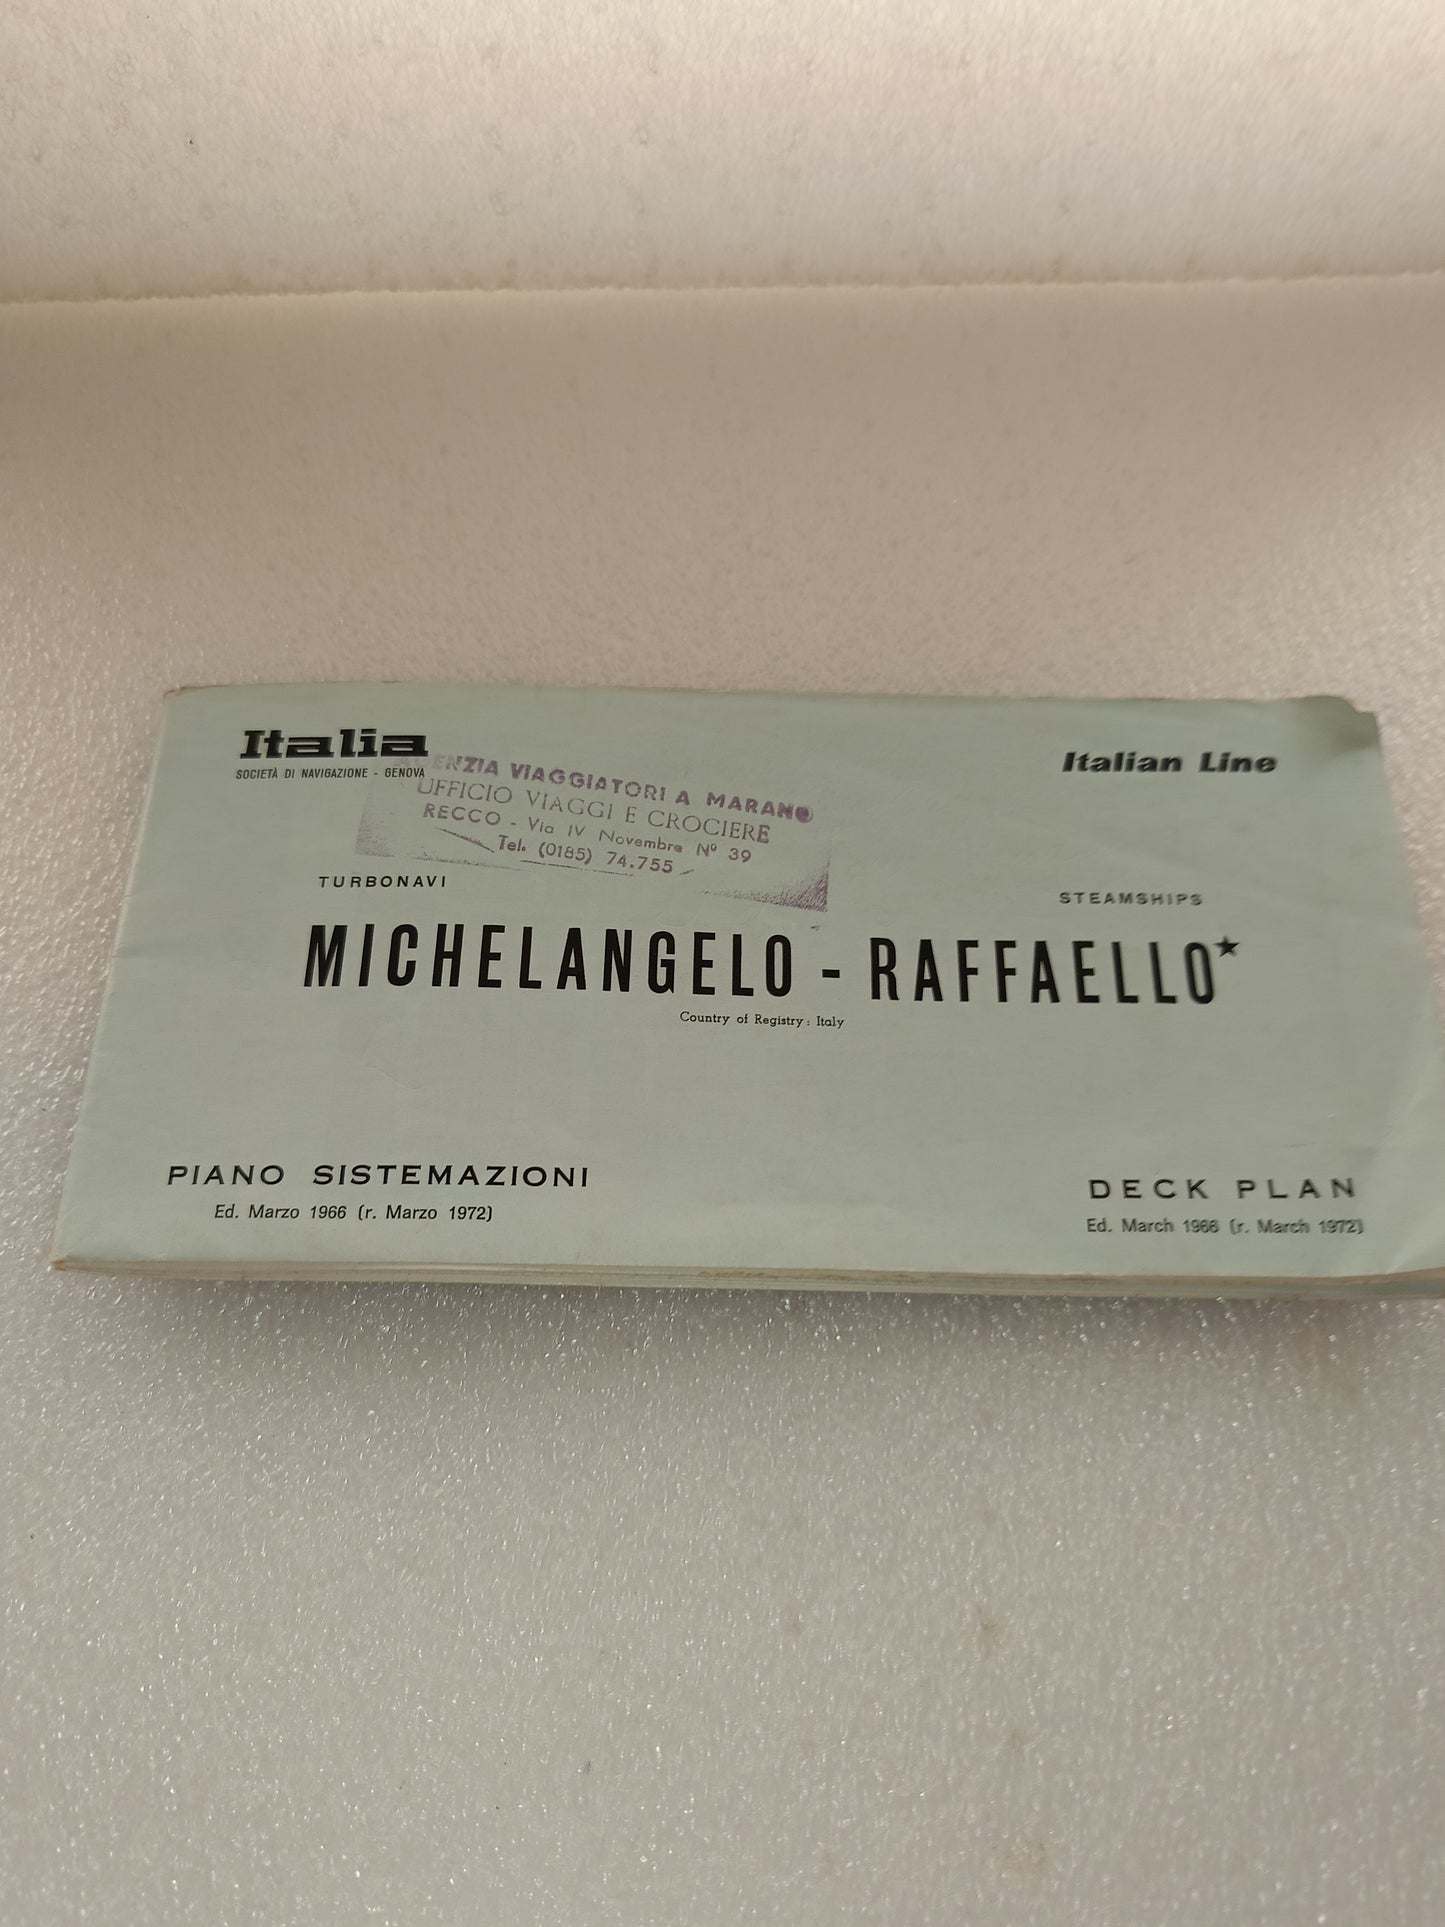 Italia
SOCIETÀ DI NAVIGAZIONE - GENOVA
Italian Line
AGENZIA VIAGGIATORI A MARANO
UFFICIO VIAGGI E CROCIERE
RECCO - Via IV Novembre Nº 39
Tel. (0185) 74.755
TURBONAVI
STEAMSHIPS
MICHELANGELO - RAFFAELLO★
Country of Registry: Italy
PIANO SISTEMAZIONI
Ed. Marzo 1966 (r. Marzo 1972)
DECK PLAN
Ed. March 1966 (r. March 1972)